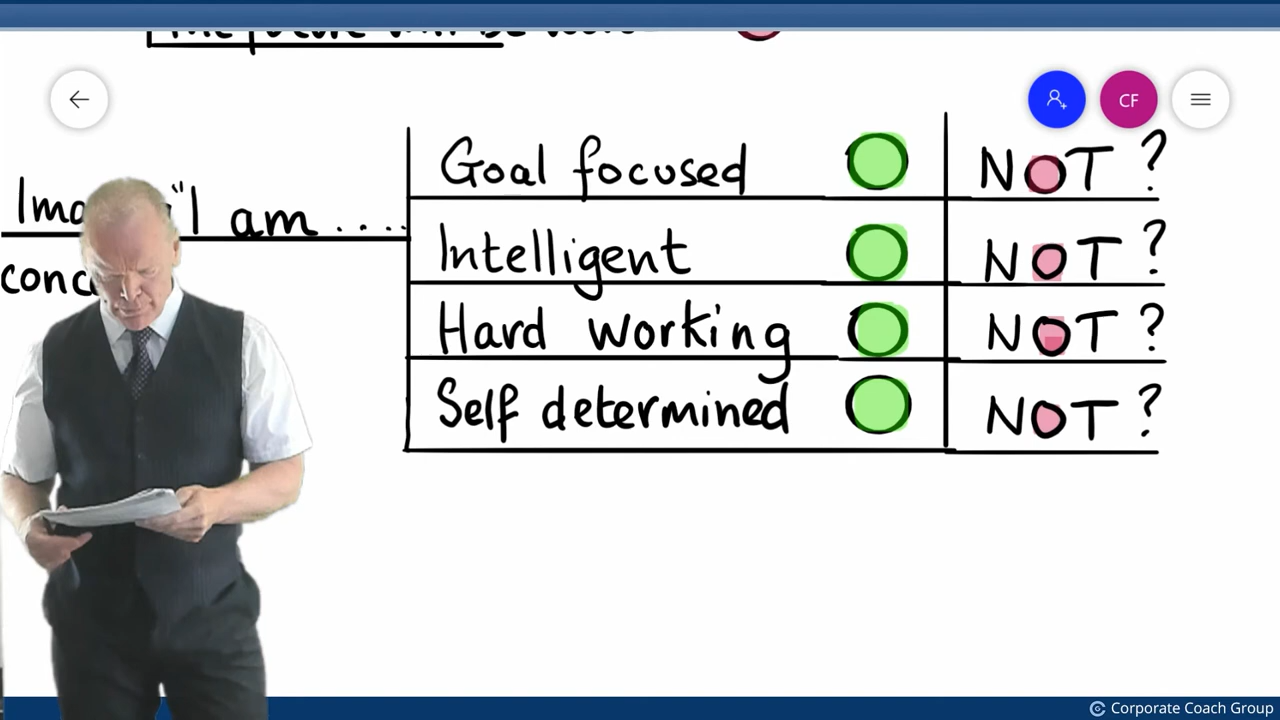 CF
Goal focused NOT ?
"I am ....
Intelligent NOT ?
Hard working NOT ?
Self determined NOT ?
Corporate Coach Group